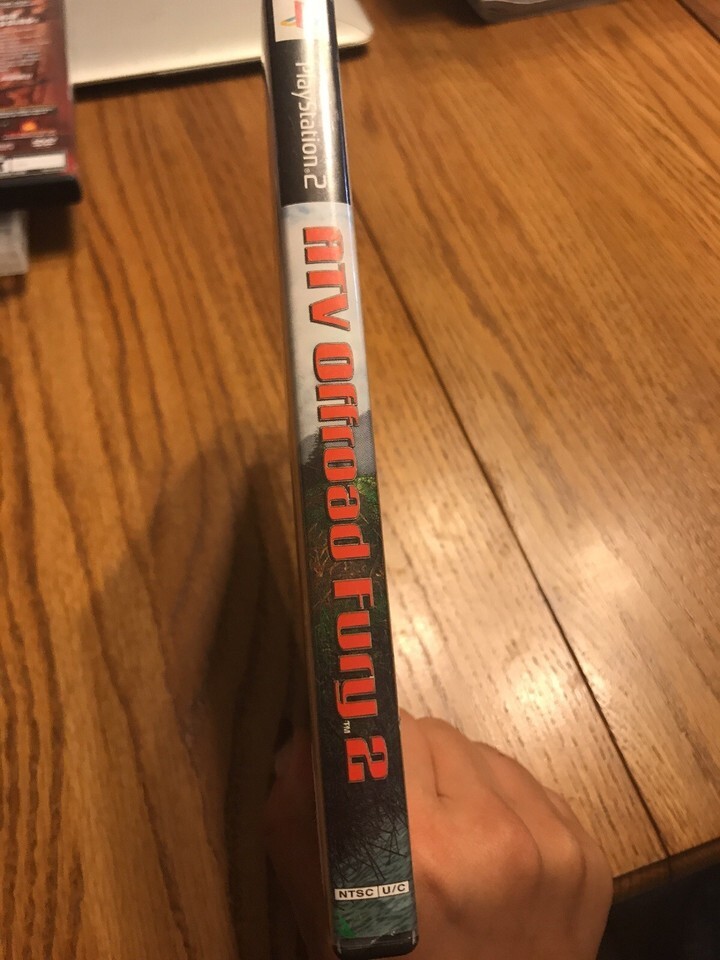 PlayStation.2
ATV Offroad Fury™ 2
NTSC U/C